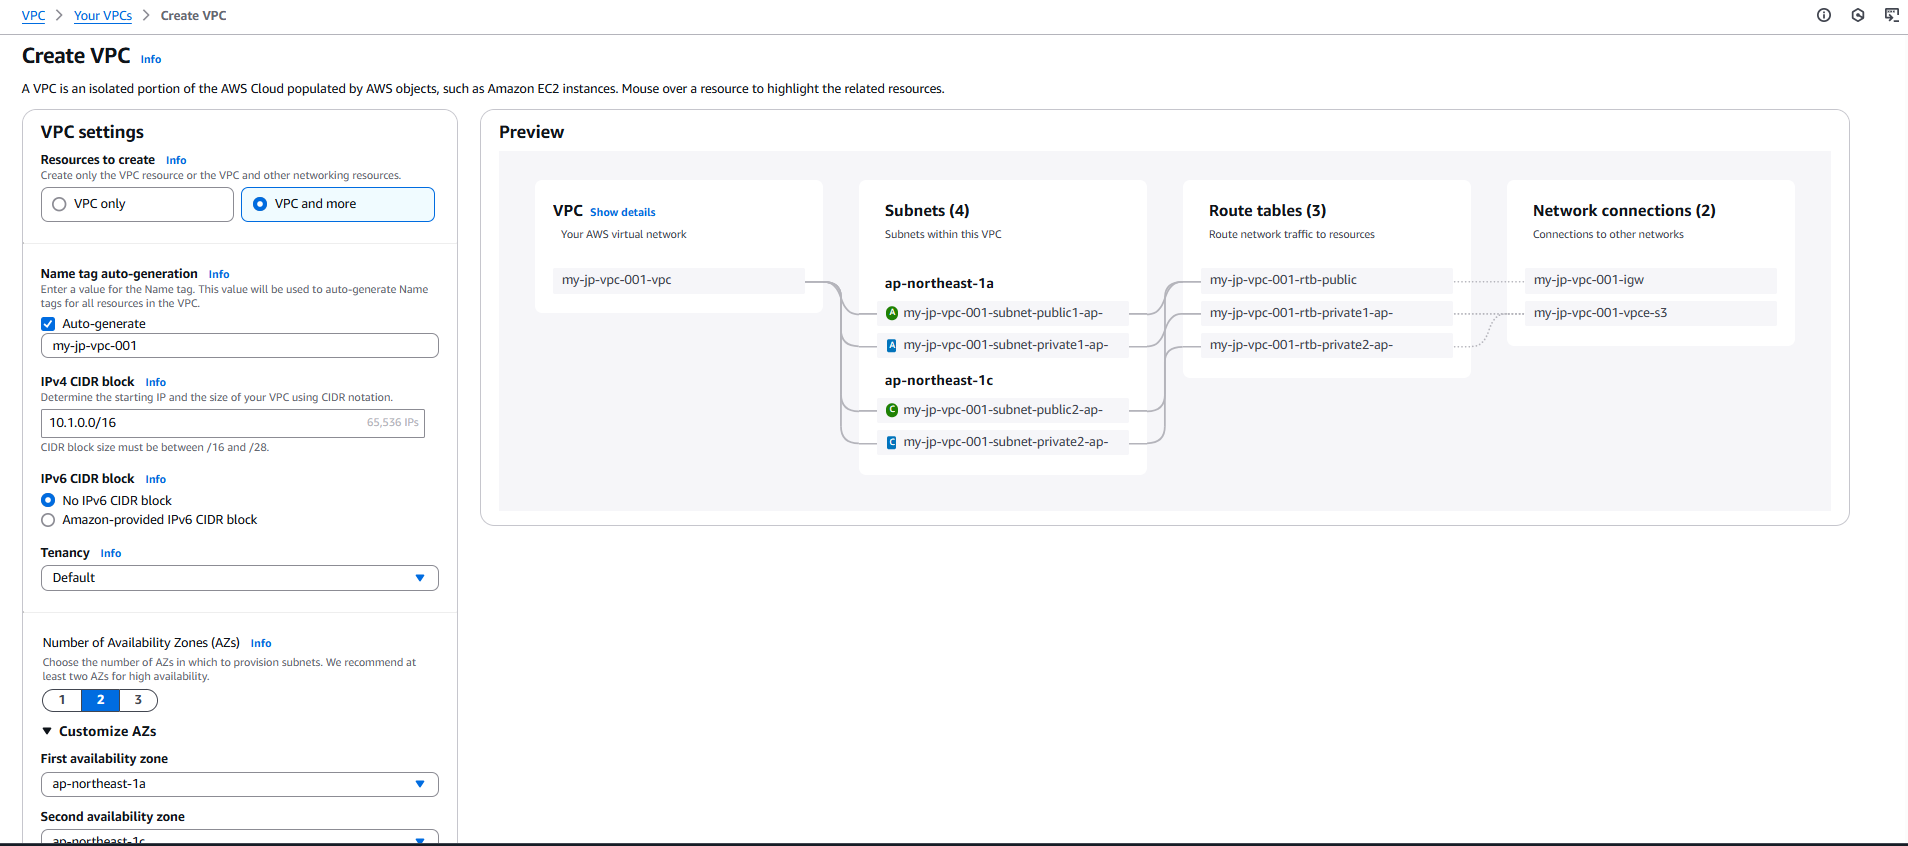 VPC > Your VPCs > Create VPC
Create VPC Info
A VPC is an isolated portion of the AWS Cloud populated by AWS objects, such as Amazon EC2 instances. Mouse over a resource to highlight the related resources.
VPC settings
Resources to create Info
Create only the VPC resource or the VPC and other networking resources.
VPC only
VPC and more
Name tag auto-generation Info
Enter a value for the Name tag. This value will be used to auto-generate Name
tags for all resources in the VPC.
Auto-generate
my-jp-vpc-001
IPv4 CIDR block Info
Determine the starting IP and the size of your VPC using CIDR notation.
10.1.0.0/16 65,536 IPs
CIDR block size must be between /16 and /28.
IPv6 CIDR block Info
No IPv6 CIDR block
Amazon-provided IPv6 CIDR block
Tenancy Info
Default
Number of Availability Zones (AZs) Info
Choose the number of AZs in which to provision subnets. We recommend at
least two AZs for high availability.
1 2 3
Customize AZs
First availability zone
ap-northeast-1a
Second availability zone
ap-northeast-1c
Preview
VPC Show details
Your AWS virtual network
my-jp-vpc-001-vpc
Subnets (4)
Subnets within this VPC
ap-northeast-1a
A my-jp-vpc-001-subnet-public1-ap-
A my-jp-vpc-001-subnet-private1-ap-
ap-northeast-1c
C my-jp-vpc-001-subnet-public2-ap-
C my-jp-vpc-001-subnet-private2-ap-
Route tables (3)
Route network traffic to resources
my-jp-vpc-001-rtb-public
my-jp-vpc-001-rtb-private1-ap-
my-jp-vpc-001-rtb-private2-ap-
Network connections (2)
Connections to other networks
my-jp-vpc-001-igw
my-jp-vpc-001-vpce-s3